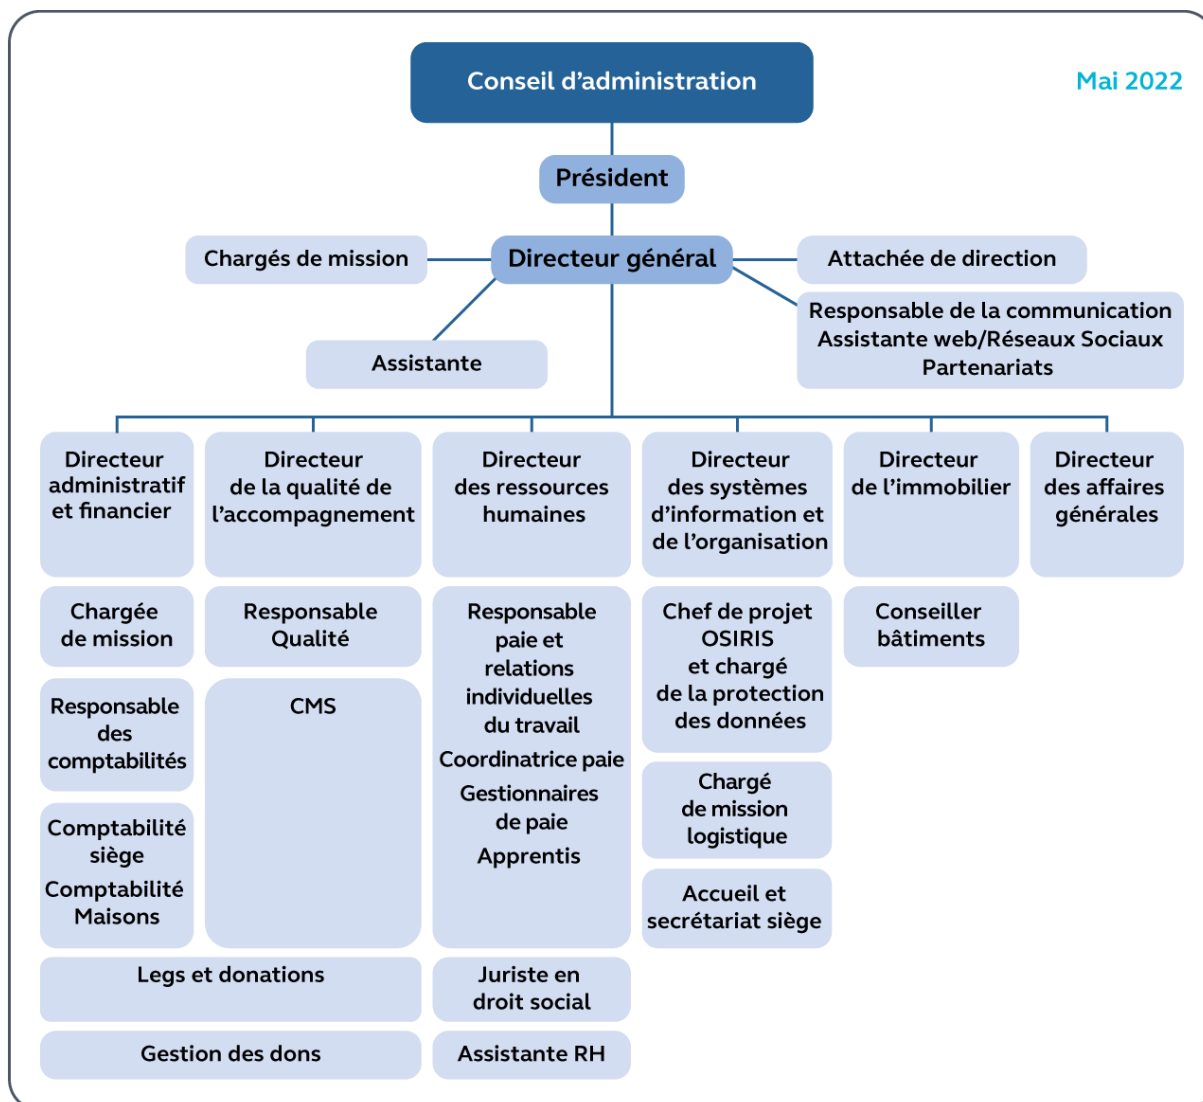 Conseil d'administration
Mai 2022
Président
Chargés de mission
Directeur général
Attachée de direction
Responsable de la communication
Assistante web/Réseaux Sociaux
Partenariats
Assistante
Directeur
administratif
et financier
Directeur
de la qualité de
l'accompagnement
Directeur
des ressources
humaines
Directeur
des systèmes
d'information et
de l'organisation
Directeur
de l'immobilier
Directeur
des affaires
générales
Chargée
de mission
Responsable
des
comptabilités
Comptabilité
siège
Comptabilité
Maisons
Responsable
Qualité
CMS
Legs et donations
Gestion des dons
Responsable
paie et
relations
individuelles
du travail
Coordinatrice paie
Gestionnaires
de paie
Apprentis
Juriste en
droit social
Assistante RH
Chef de projet
OSIRIS
et chargé
de la protection
des données
Chargé
de mission
logistique
Accueil et
secrétariat siège
Conseiller
bâtiments